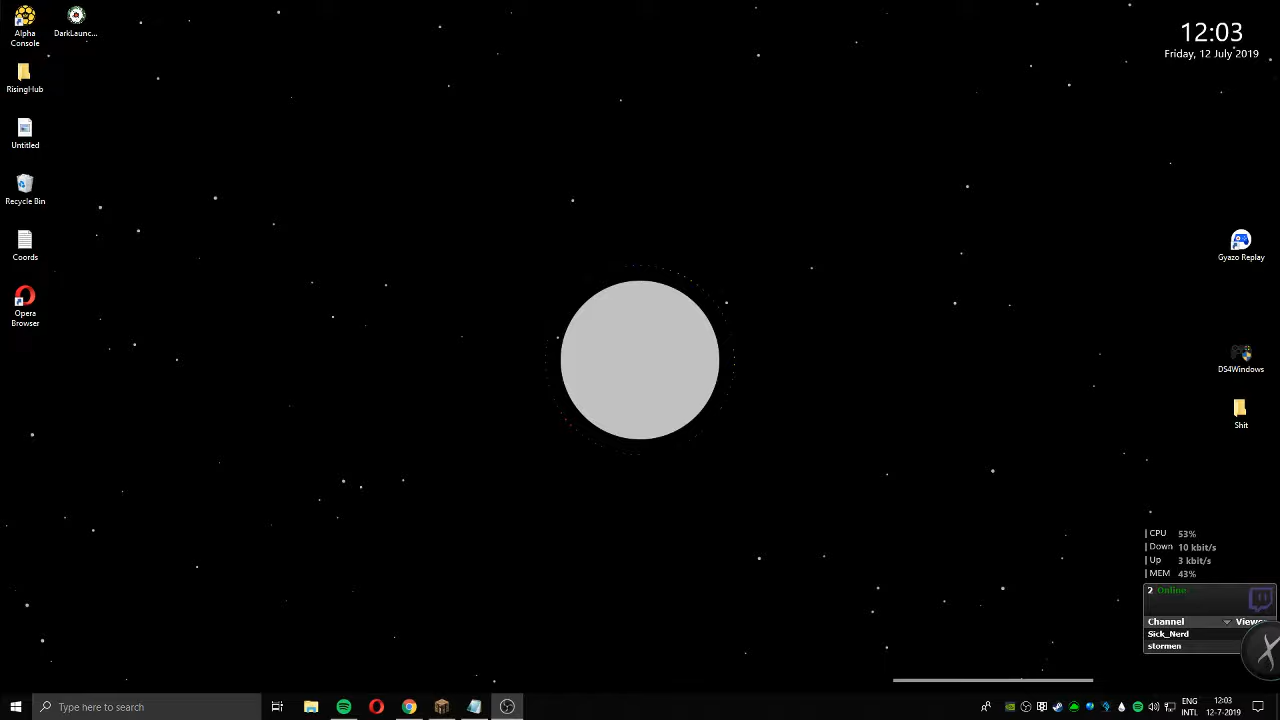 Alpha
Console
DarkLaunc...
RisingHub
Untitled
Recycle Bin
Coords
Opera
Browser
12:03
Friday, 12 July 2019
Gyazo Replay
DS4Windows
Shit
| CPU 53%
| Down 10 kbit/s
| Up 3 kbit/s
| MEM 43%
2 Online
Channel Viewe
Sick_Nerd
stormen
Type here to search
ENG
INTL
12:03
12-7-2019